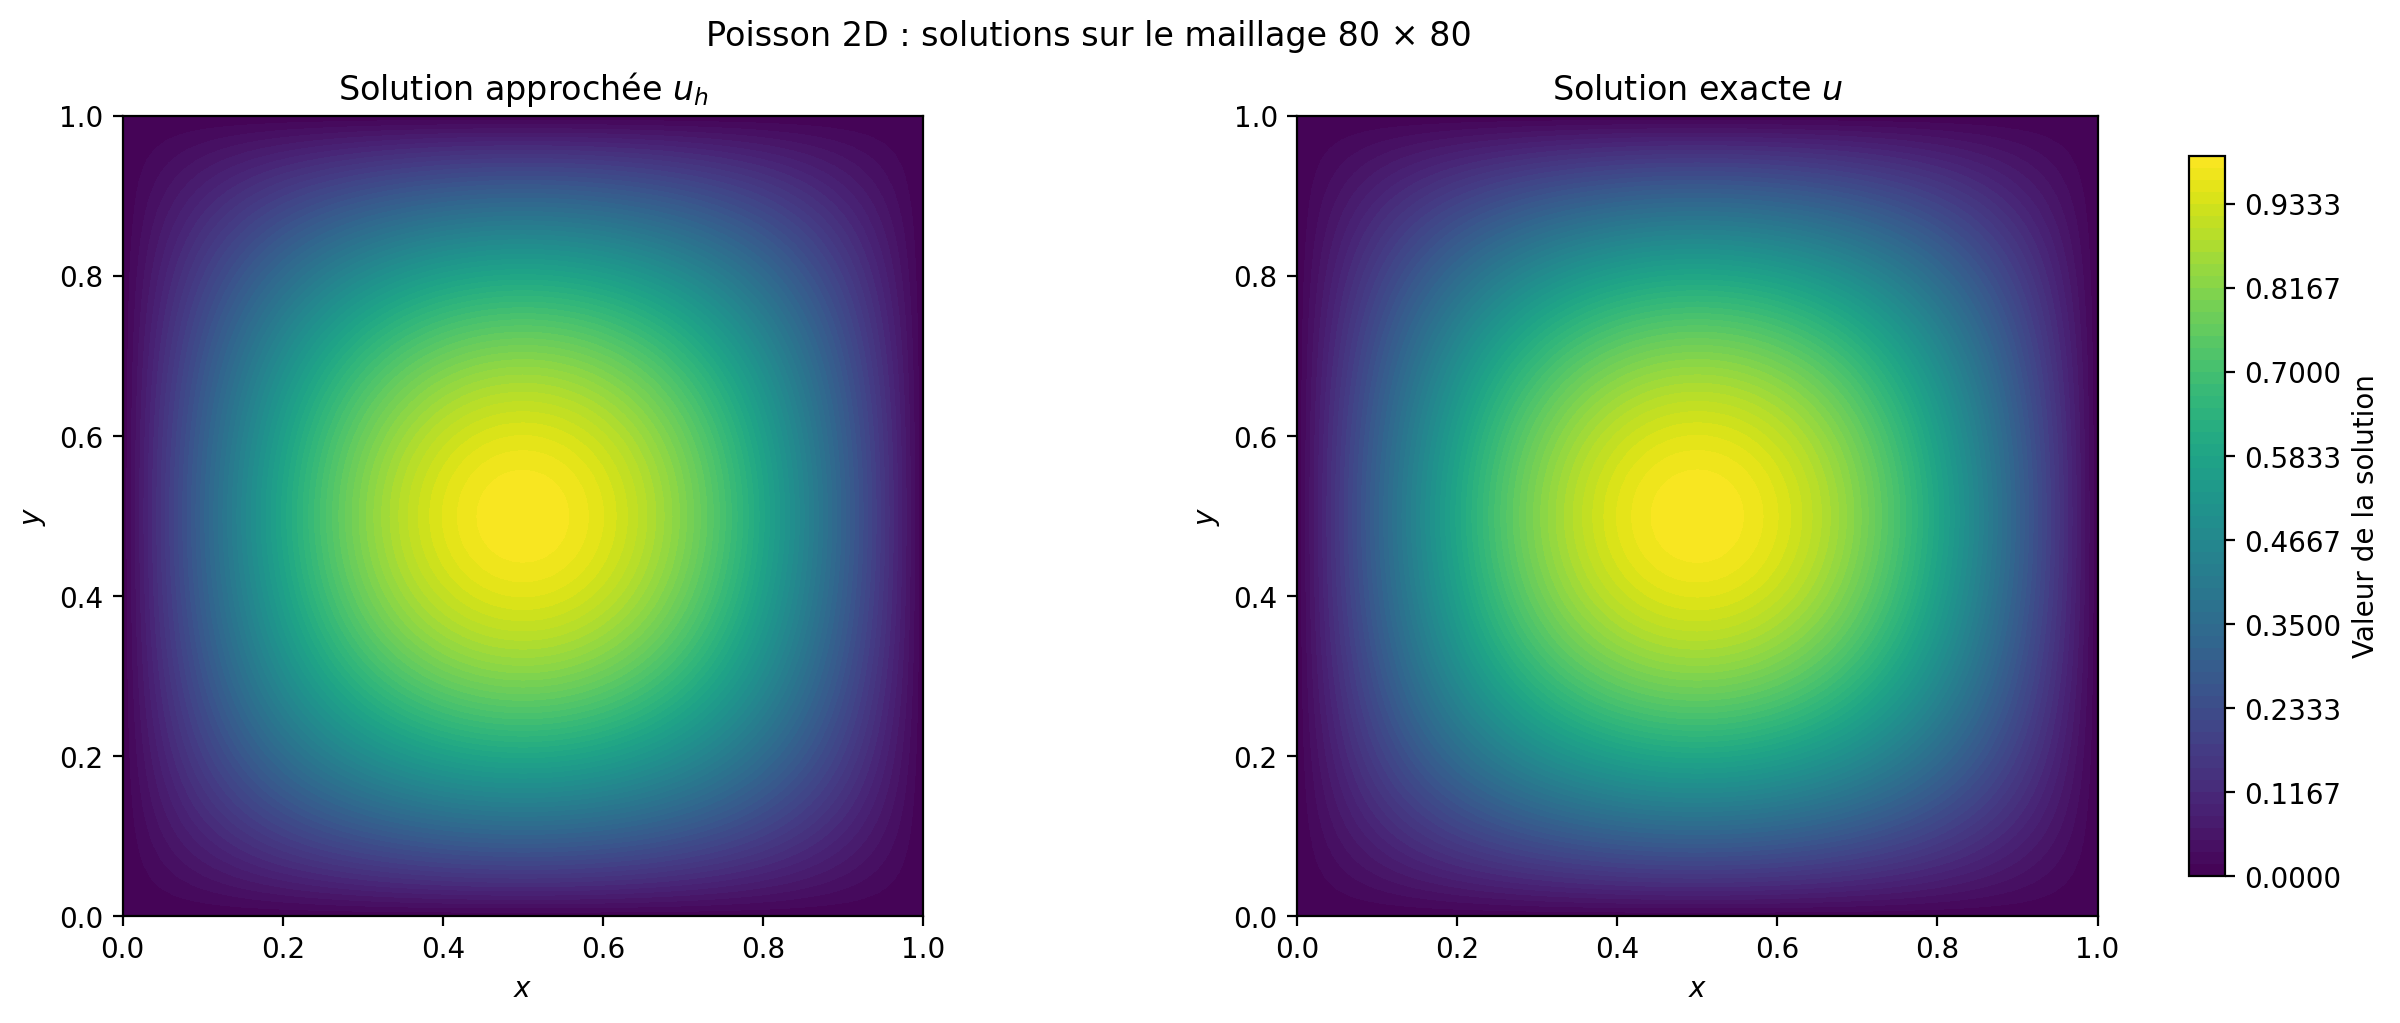 Poisson 2D : solutions sur le maillage 80 × 80
Solution approchée u_h
1.0
0.8
0.6
0.4
0.2
0.0
y
0.0 0.2 0.4 0.6 0.8 1.0
x
Solution exacte u
1.0
0.8
0.6
0.4
0.2
0.0
y
0.0 0.2 0.4 0.6 0.8 1.0
x
0.9333
0.8167
0.7000
0.5833
0.4667
0.3500
0.2333
0.1167
0.0000
Valeur de la solution